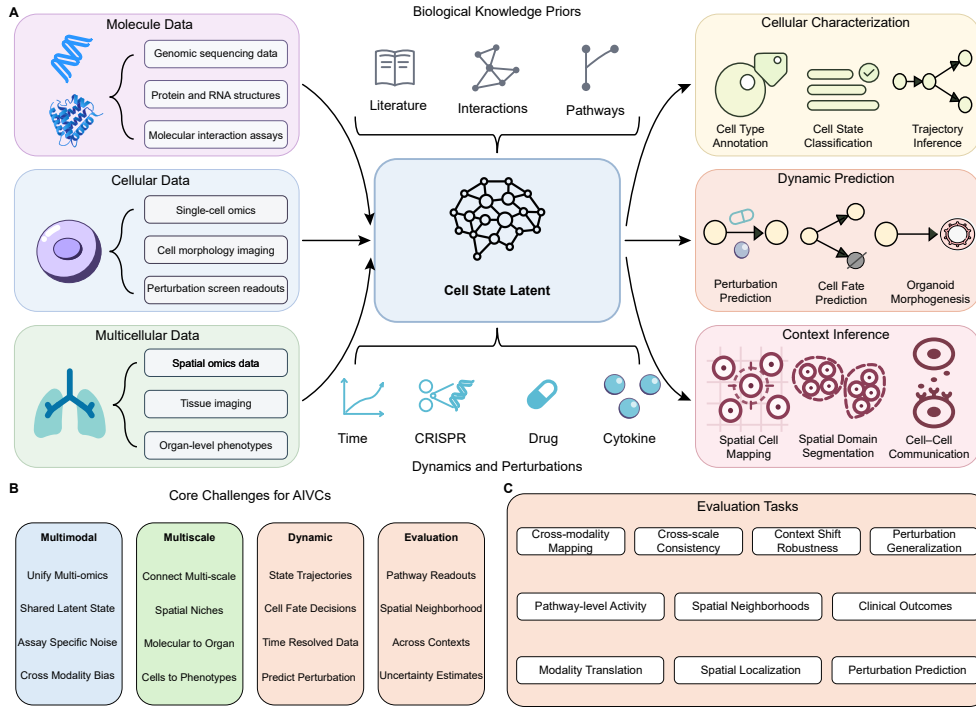 A
Molecule Data
Genomic sequencing data
Protein and RNA structures
Molecular interaction assays
Cellular Data
Single-cell omics
Cell morphology imaging
Perturbation screen readouts
Multicellular Data
Spatial omics data
Tissue imaging
Organ-level phenotypes
Biological Knowledge Priors
Literature
Interactions
Pathways
Cell State Latent
Time
CRISPR
Drug
Cytokine
Dynamics and Perturbations
Cellular Characterization
Cell Type
Annotation
Cell State
Classification
Trajectory
Inference
Dynamic Prediction
Perturbation
Prediction
Cell Fate
Prediction
Organoid
Morphogenesis
Context Inference
Spatial Cell
Mapping
Spatial Domain
Segmentation
Cell–Cell
Communication
B
Core Challenges for AIVCs
Multimodal
Unify Multi-omics
Shared Latent State
Assay Specific Noise
Cross Modality Bias
Multiscale
Connect Multi-scale
Spatial Niches
Molecular to Organ
Cells to Phenotypes
Dynamic
State Trajectories
Cell Fate Decisions
Time Resolved Data
Predict Perturbation
Evaluation
Pathway Readouts
Spatial Neighborhood
Across Contexts
Uncertainty Estimates
C
Evaluation Tasks
Cross-modality
Mapping
Cross-scale
Consistency
Context Shift
Robustness
Perturbation
Generalization
Pathway-level Activity
Spatial Neighborhoods
Clinical Outcomes
Modality Translation
Spatial Localization
Perturbation Prediction